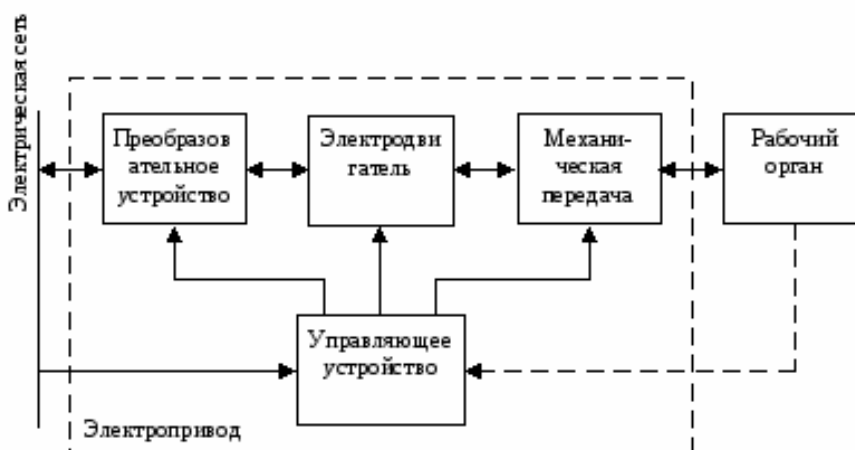 Электрическая сеть
Преобразов
ательное
устройство
Электродви
гатель
Механи-
ческая
передача
Рабочий
орган
Управляющее
устройство
Электропривод